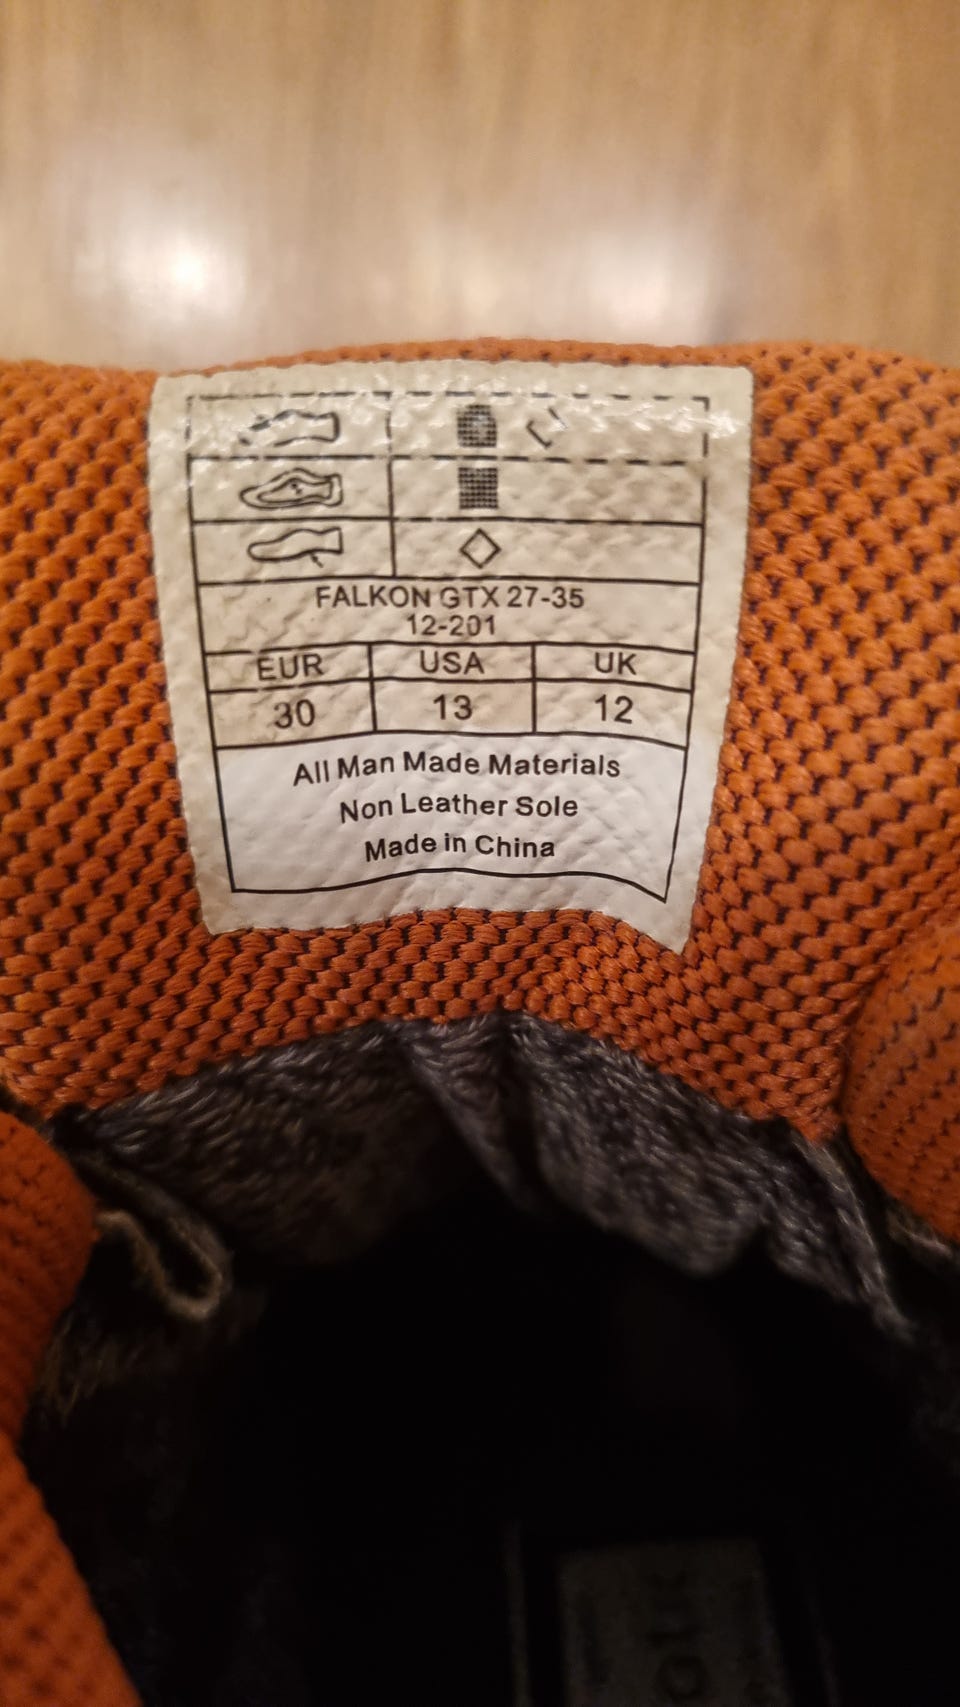 FALKON GTX 27-35
12-201
EUR USA UK
30 13 12
All Man Made Materials
Non Leather Sole
Made in China